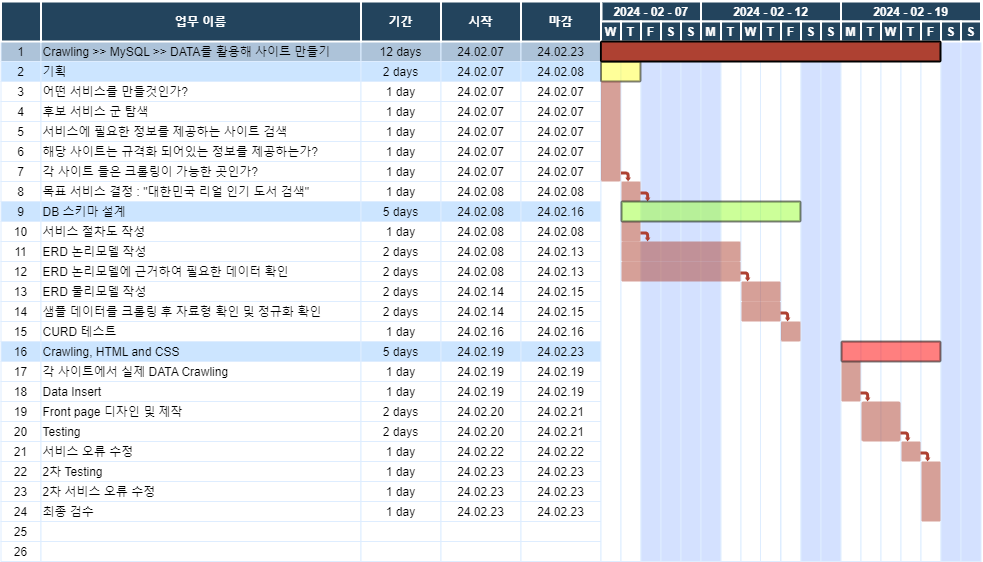 업무 이름 기간 시작 마감 2024 - 02 - 07 2024 - 02 - 12 2024 - 02 - 19
W T F S S M T W T F S S M T W T F S S
1 Crawling >> MySQL >> DATA를 활용해 사이트 만들기 12 days 24.02.07 24.02.23
2 기획 2 days 24.02.07 24.02.08
3 어떤 서비스를 만들것인가? 1 day 24.02.07 24.02.07
4 후보 서비스 군 탐색 1 day 24.02.07 24.02.07
5 서비스에 필요한 정보를 제공하는 사이트 검색 1 day 24.02.07 24.02.07
6 해당 사이트는 규격화 되어있는 정보를 제공하는가? 1 day 24.02.07 24.02.07
7 각 사이트 들은 크롤링이 가능한 곳인가? 1 day 24.02.07 24.02.07
8 목표 서비스 결정 : "대한민국 리얼 인기 도서 검색" 1 day 24.02.08 24.02.08
9 DB 스키마 설계 5 days 24.02.08 24.02.16
10 서비스 절차도 작성 1 day 24.02.08 24.02.08
11 ERD 논리모델 작성 2 days 24.02.08 24.02.13
12 ERD 논리모델에 근거하여 필요한 데이터 확인 2 days 24.02.08 24.02.13
13 ERD 물리모델 작성 2 days 24.02.14 24.02.15
14 샘플 데이터를 크롤링 후 자료형 확인 및 정규화 확인 2 days 24.02.14 24.02.15
15 CURD 테스트 1 day 24.02.16 24.02.16
16 Crawling, HTML and CSS 5 days 24.02.19 24.02.23
17 각 사이트에서 실제 DATA Crawling 1 day 24.02.19 24.02.19
18 Data Insert 1 day 24.02.19 24.02.19
19 Front page 디자인 및 제작 2 days 24.02.20 24.02.21
20 Testing 2 days 24.02.20 24.02.21
21 서비스 오류 수정 1 day 24.02.22 24.02.22
22 2차 Testing 1 day 24.02.23 24.02.23
23 2차 서비스 오류 수정 1 day 24.02.23 24.02.23
24 최종 검수 1 day 24.02.23 24.02.23
25
26